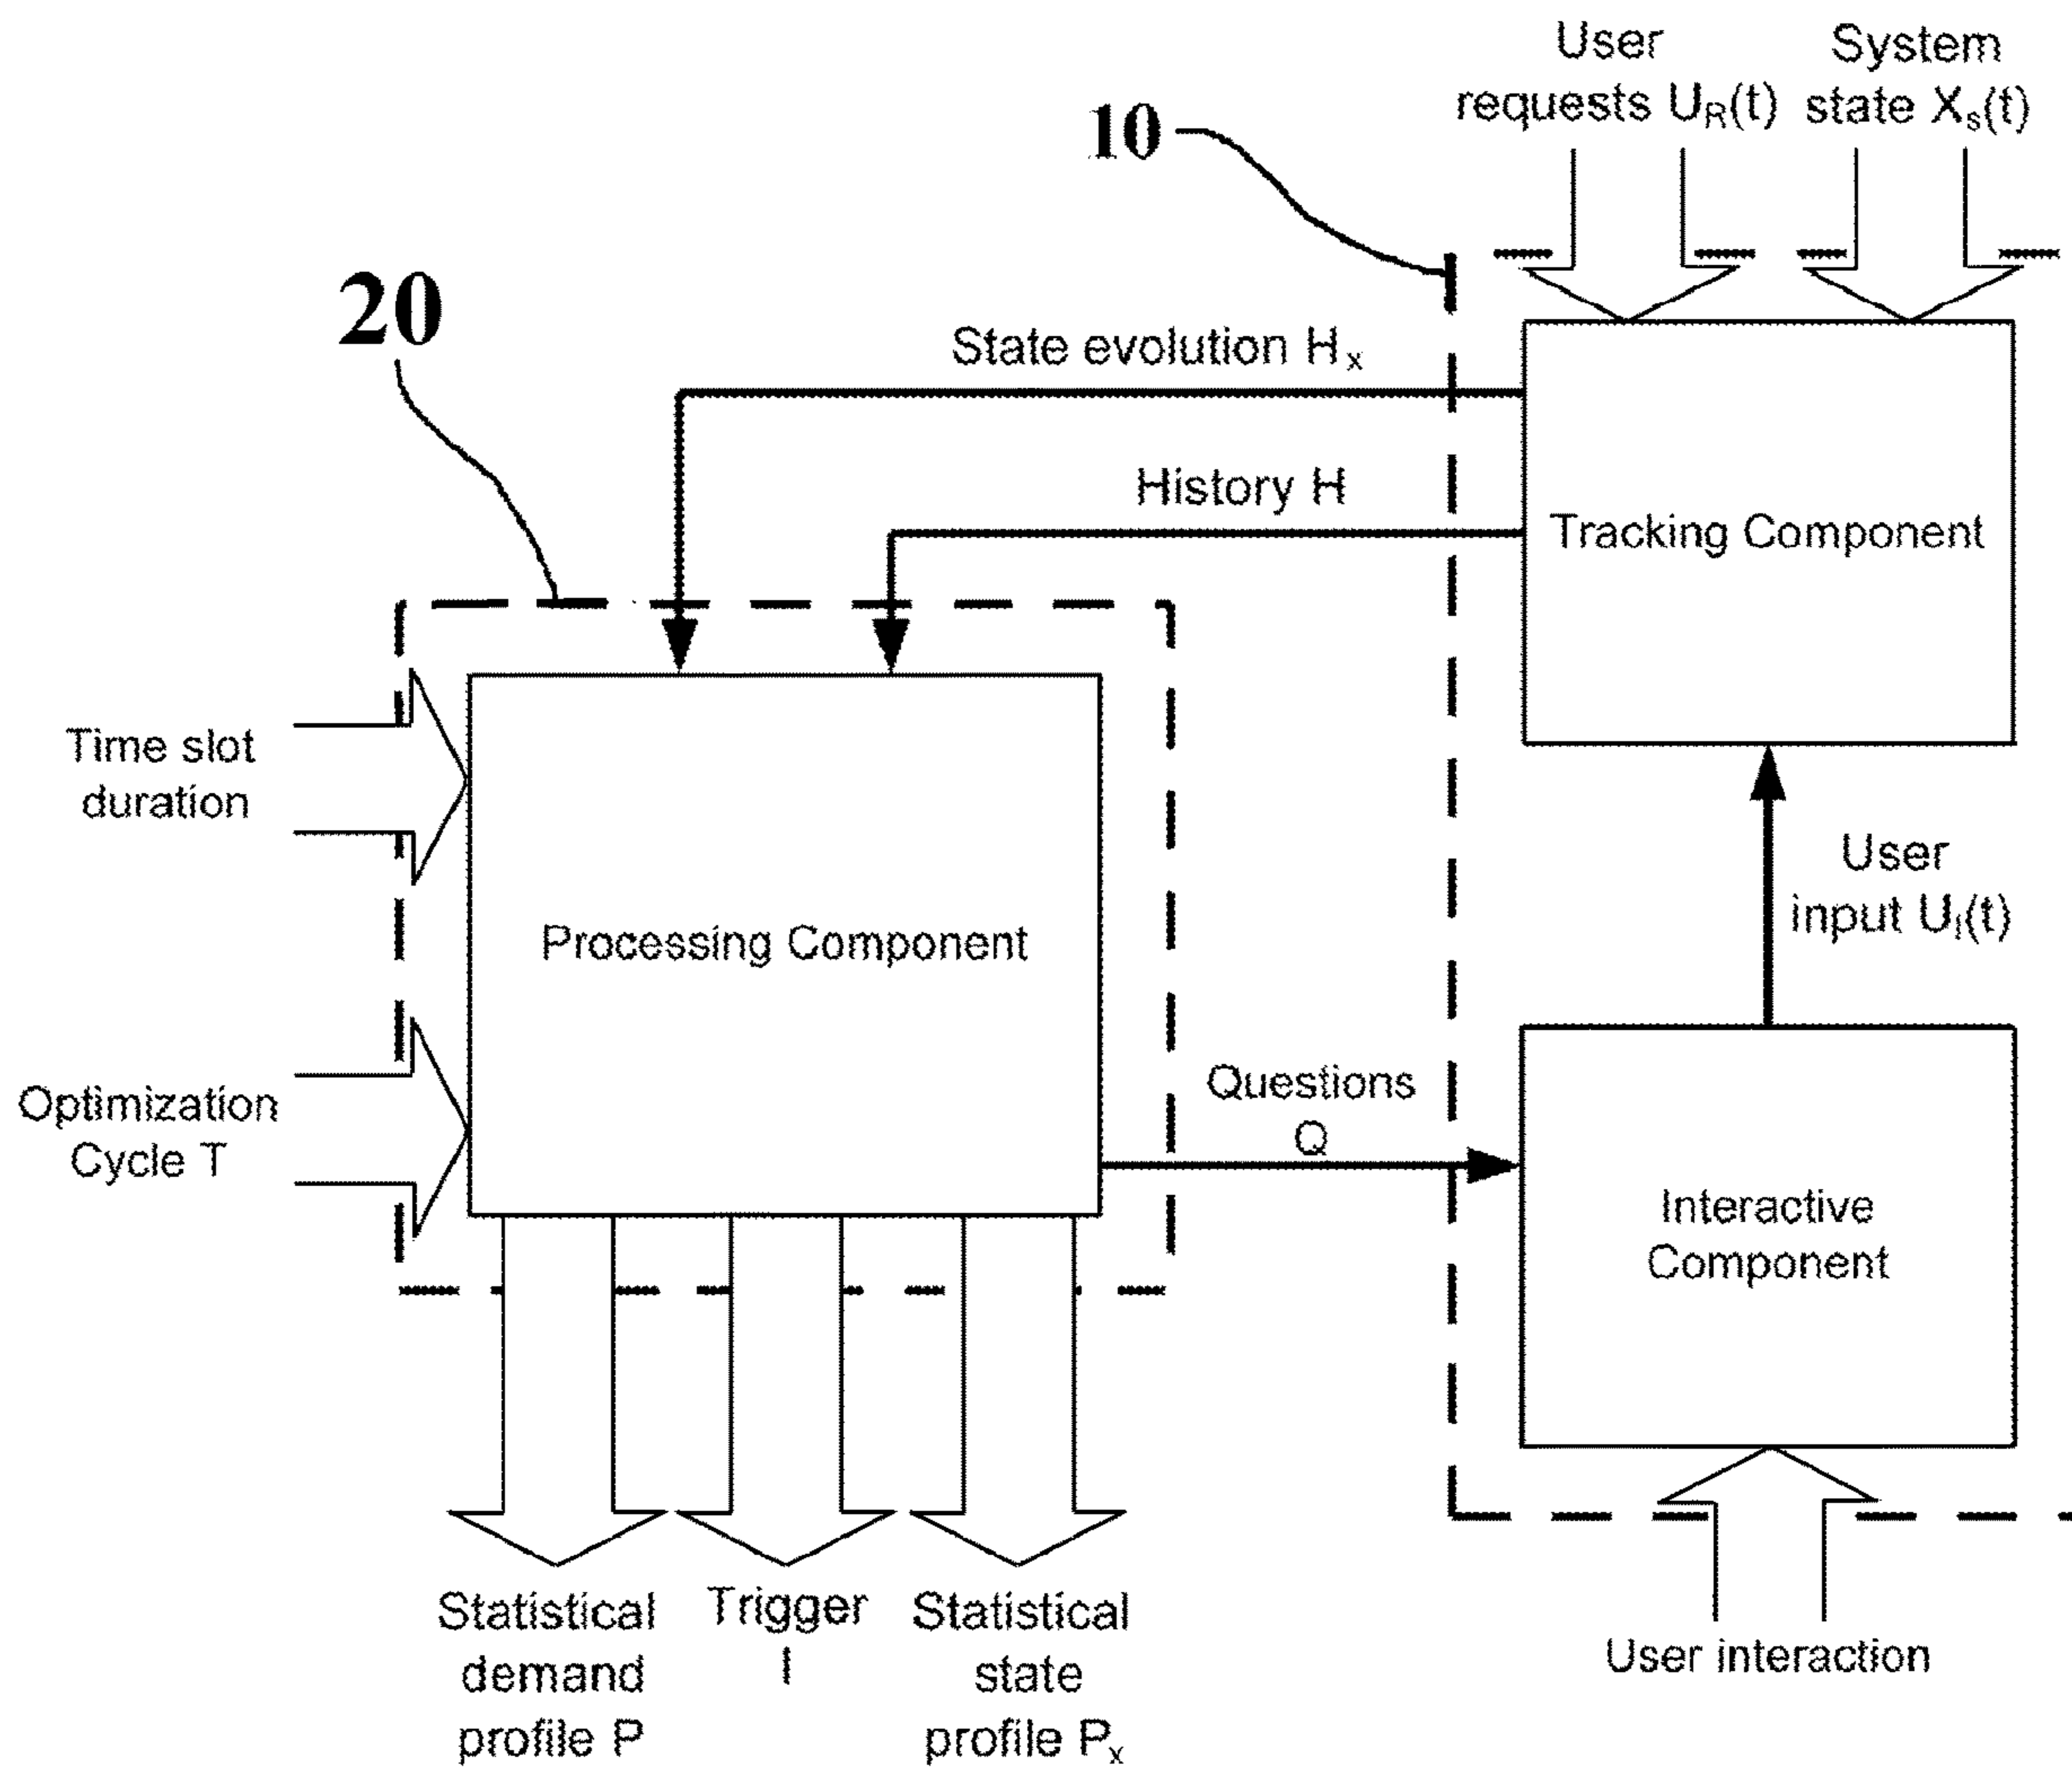 User
requests U_R(t)
System
state X_s(t)
10
20
State evolution H_x
History H
Tracking Component
Time slot
duration
Processing Component
User
input U_I(t)
Optimization
Cycle T
Questions
Q
Interactive
Component
Statistical
demand
profile P
Trigger
I
Statistical
state
profile P_x
User interaction